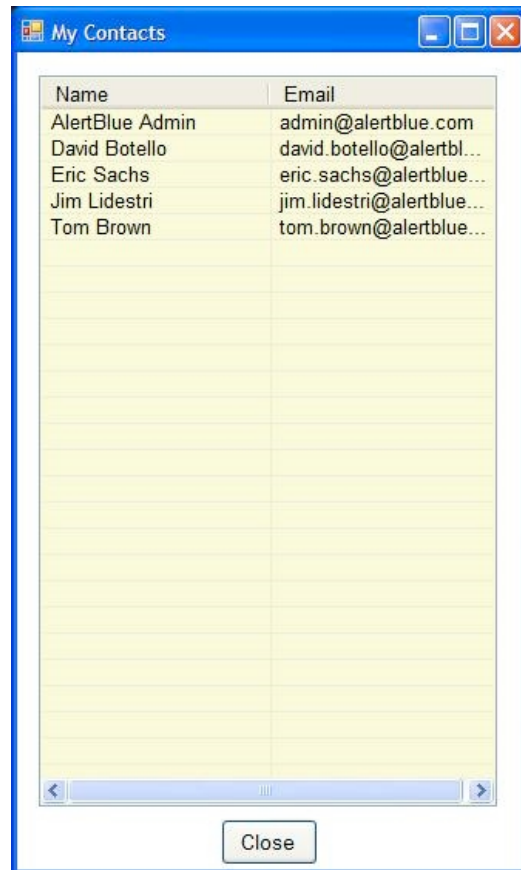 My Contacts
Name Email
AlertBlue Admin admin@alertblue.com
David Botello david.botello@alertbl...
Eric Sachs eric.sachs@alertblue...
Jim Lidestri jim.lidestri@alertblue...
Tom Brown tom.brown@alertblue...
Close